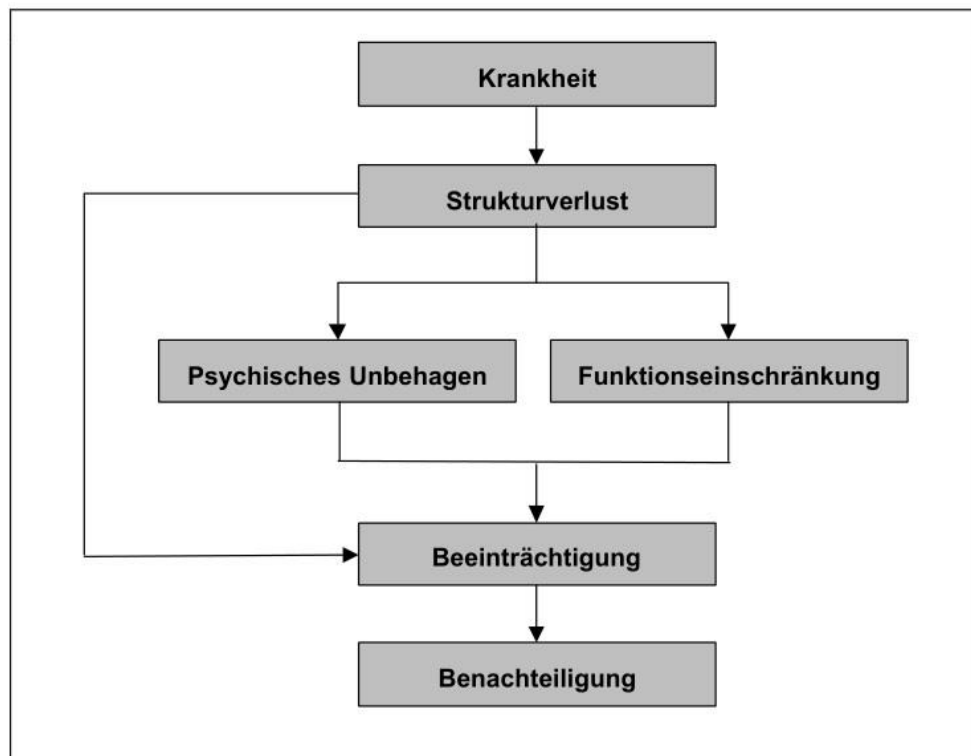 Krankheit
Strukturverlust
Psychisches Unbehagen
Funktionseinschränkung
Beeinträchtigung
Benachteiligung